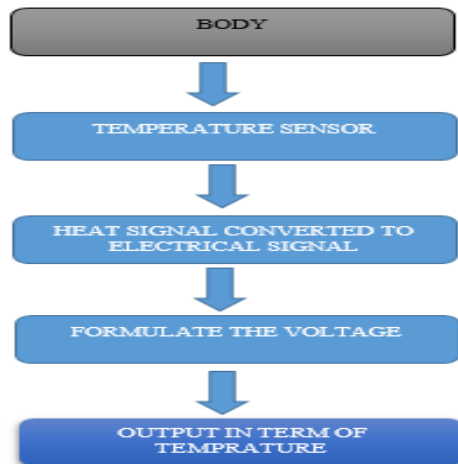 BODY
TEMPERATURE SENSOR
HEAT SIGNAL CONVERTED TO
ELECTRICAL SIGNAL
FORMULATE THE VOLTAGE
OUTPUT IN TERM OF
TEMPRATURE